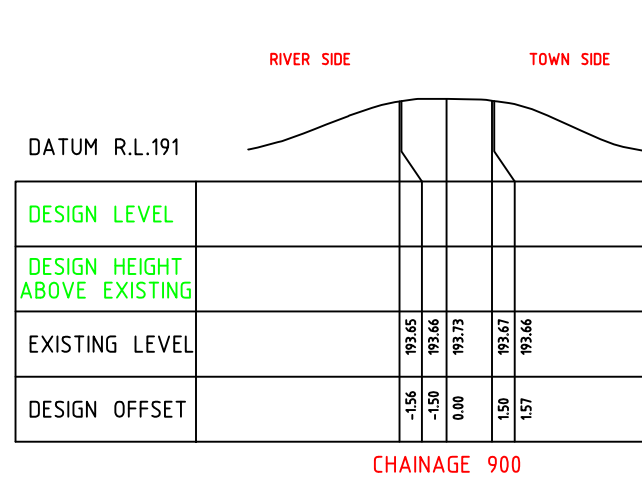 RIVER SIDE TOWN SIDE
DATUM R.L.191
DESIGN LEVEL
DESIGN HEIGHT
ABOVE EXISTING
EXISTING LEVEL 193.65 193.66 193.73 193.67 193.66
DESIGN OFFSET -1.56 -1.50 0.00 1.50 1.57
CHAINAGE 900